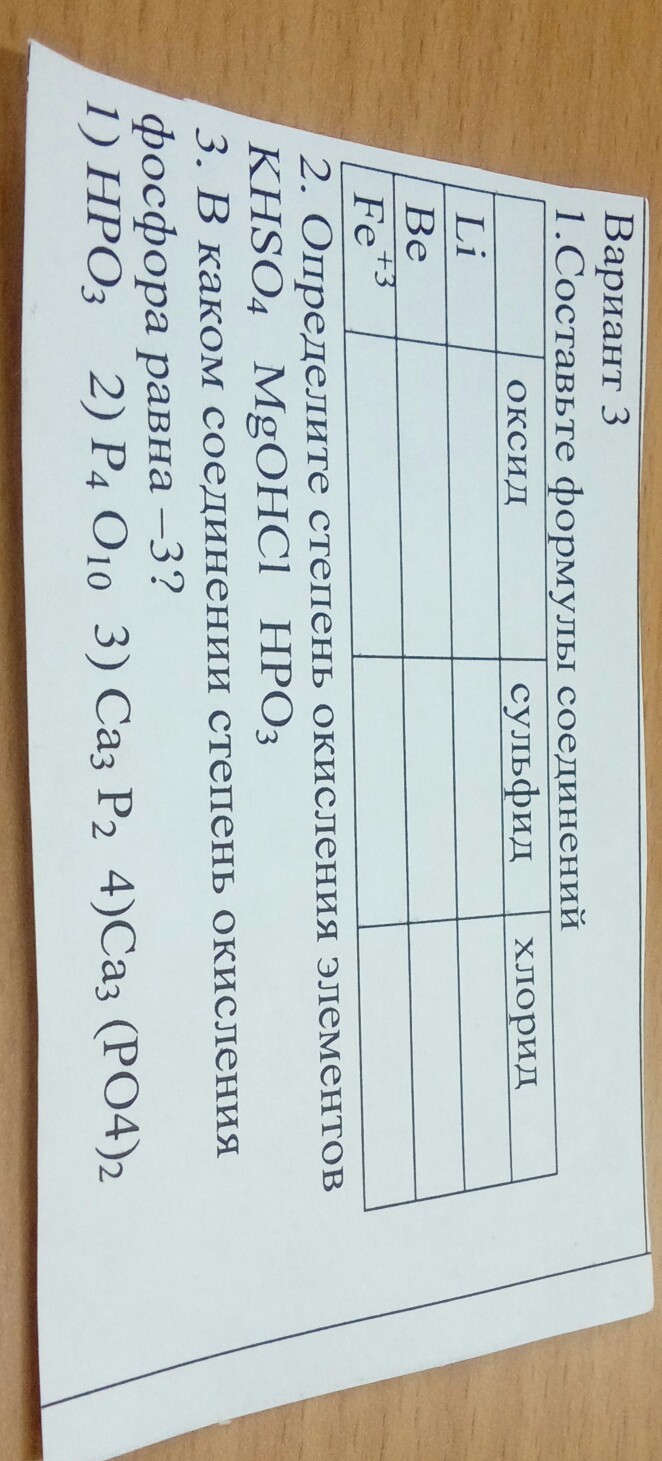 Вариант 3
1.Составьте формулы соединений
оксид сульфид хлорид
Li
Be
Fe⁺³
2. Определите степень окисления элементов
KHSO₄ MgOHCl HPO₃
3. В каком соединении степень окисления
фосфора равна –3?
1) HPO₃ 2) P₄ O₁₀ 3) Ca₃ P₂ 4)Ca₃ (PO4)₂